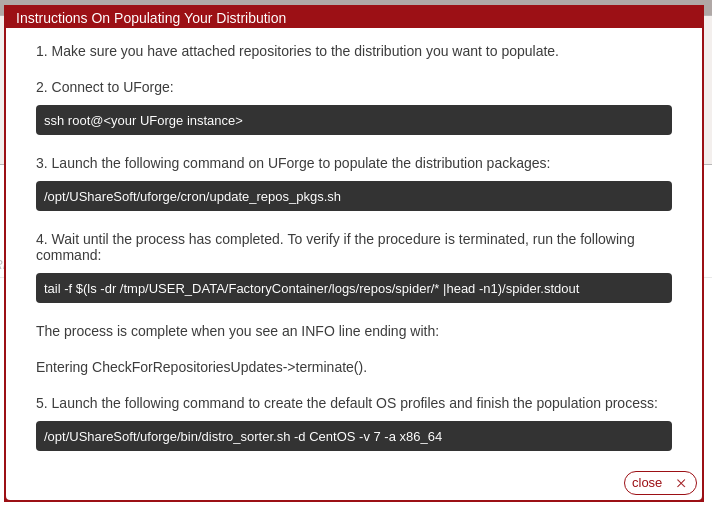 Instructions On Populating Your Distribution
1. Make sure you have attached repositories to the distribution you want to populate.
2. Connect to UForge:
ssh root@<your UForge instance>
3. Launch the following command on UForge to populate the distribution packages:
/opt/UShareSoft/uforge/cron/update_repos_pkgs.sh
4. Wait until the process has completed. To verify if the procedure is terminated, run the following
command:
tail -f $(ls -dr /tmp/USER_DATA/FactoryContainer/logs/repos/spider/* |head -n1)/spider.stdout
The process is complete when you see an INFO line ending with:
Entering CheckForRepositoriesUpdates->terminate().
5. Launch the following command to create the default OS profiles and finish the population process:
/opt/UShareSoft/uforge/bin/distro_sorter.sh -d CentOS -v 7 -a x86_64
close